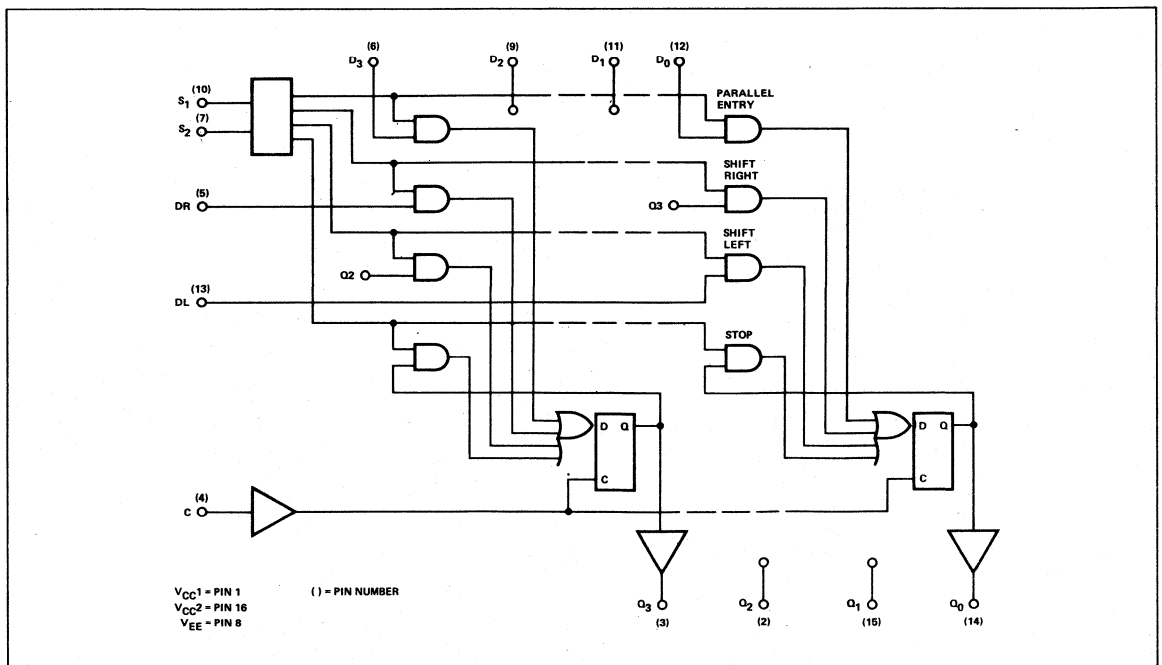 (6) (9) (11) (12)
D3 D2 D1 D0
PARALLEL
ENTRY
(10)
S1
(7)
S2
SHIFT
RIGHT
(5)
DR
Q3
SHIFT
LEFT
Q2
(13)
DL
STOP
D Q
C
D Q
C
(4)
C
VCC1 = PIN 1 ( ) = PIN NUMBER
VCC2 = PIN 16
VEE = PIN 8
Q3 Q2 Q1 Q0
(3) (2) (15) (14)